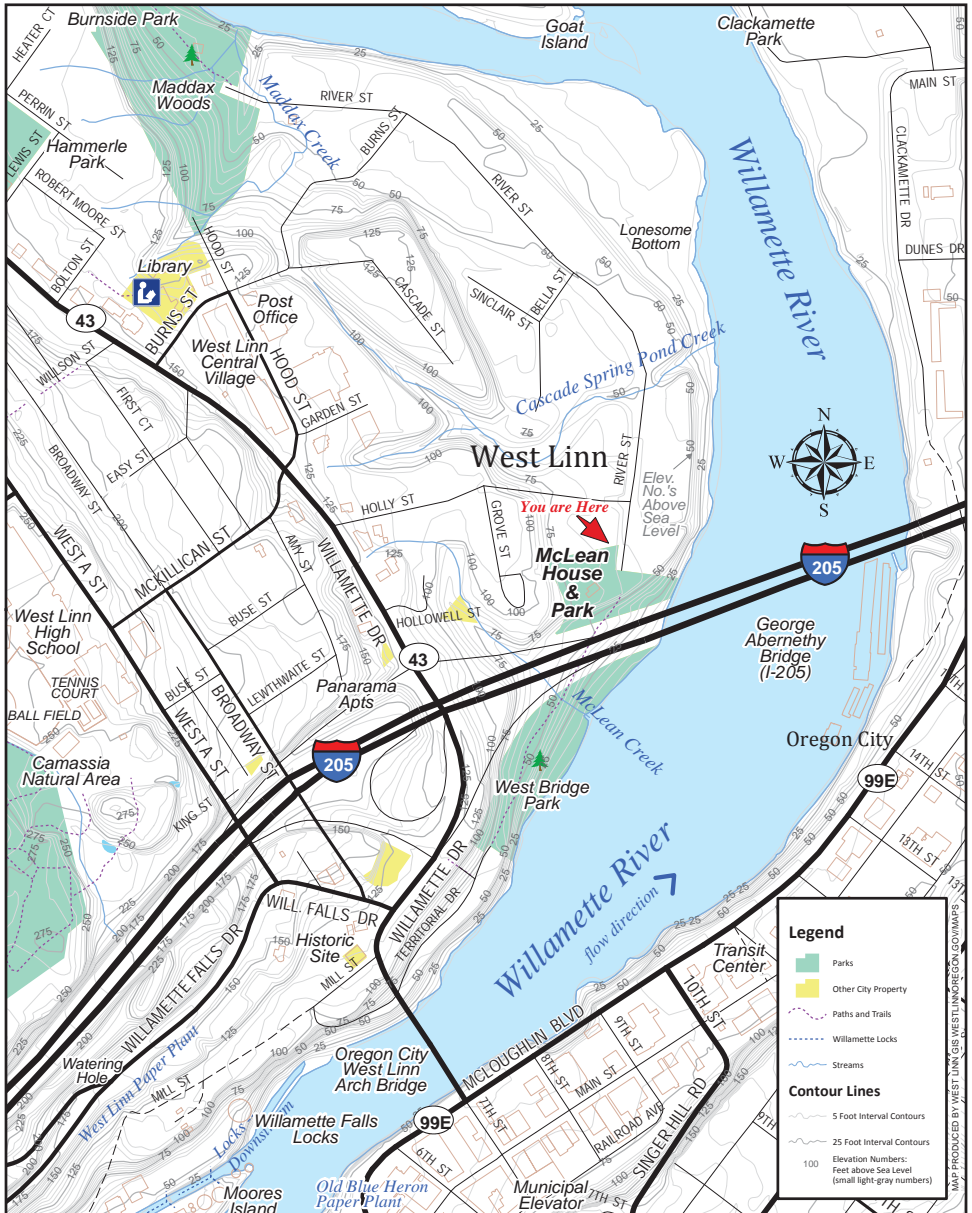 Burnside Park
Goat
Island
Clackamette
Park
HEATER CT
MAIN ST
Maddax
Woods
Maddax Creek
RIVER ST
BURNS ST
PERRIN ST
LEWIS ST
Hammerle
Park
ROBERT MOORE ST
CLACKAMETTE DR
Willamette River
RIVER ST
Lonesome
Bottom
DUNES DR
BOLTON ST
HOOD ST
Library
BURNS ST
Post
Office
CASCADE ST
SINCLAIR ST
BELLA ST
43
WILLSON ST
West Linn
Central
Village
HOOD ST
FIRST CT
GARDEN ST
Cascade Spring Pond Creek
EASY ST
BROADWAY ST
West Linn
RIVER ST
Elev.
No.'s
Above
Sea
Level
N
W
E
S
HOLLY ST
GROVE ST
You are Here
McLean
House
&
Park
WEST A ST
MCKILLICAN ST
AMY ST
WILLAMETTE DR
205
West Linn
High
School
BUSE ST
HOLLOWELL ST
George
Abernethy
Bridge
(I-205)
LEWTHWAITE ST
43
TENNIS
COURT
BUSE ST
BROADWAY ST
Panarama
Apts
BALL FIELD
WEST A ST
McLean Creek
Oregon City
Camassia
Natural Area
205
KING ST
West Bridge
Park
99E
14TH ST
13TH ST
WILLAMETTE DR
TERRITORIAL DR
Willamette River
flow direction
WILL. FALLS DR
Historic
Site
MILL ST
WILLAMETTE FALLS DR
Transit
Center
10TH ST
Watering
Hole
West Linn Paper Plant
MILL ST
Oregon City
West Linn
Arch Bridge
MCLOUGHLIN BLVD
9TH ST
8TH ST
MAIN ST
7TH ST
Willamette Falls
Locks
Locks
Downstream
99E
RAILROAD AVE
SINGER HILL RD
6TH ST
Moores
Island
Old Blue Heron
Paper Plant
Municipal
Elevator
7TH ST
Legend
Parks
Other City Property
Paths and Trails
Willamette Locks
Streams
Contour Lines
5 Foot Interval Contours
25 Foot Interval Contours
100
Elevation Numbers:
Feet above Sea Level
(small light-gray numbers)
MAP PRODUCED BY WEST LINN GIS WESTLINNOREGON.GOV/MAPS